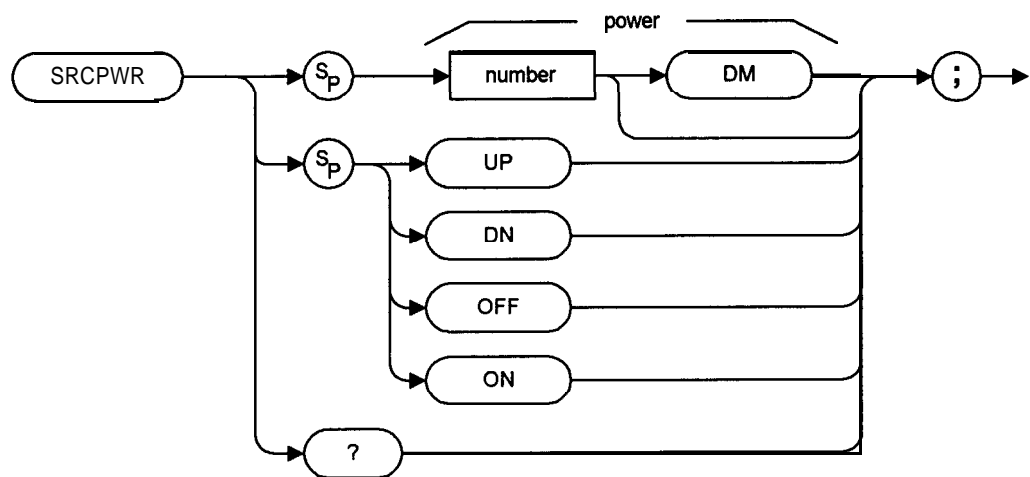 power
SRCPWR
SP
number
DM
;
SP
UP
DN
OFF
ON
?